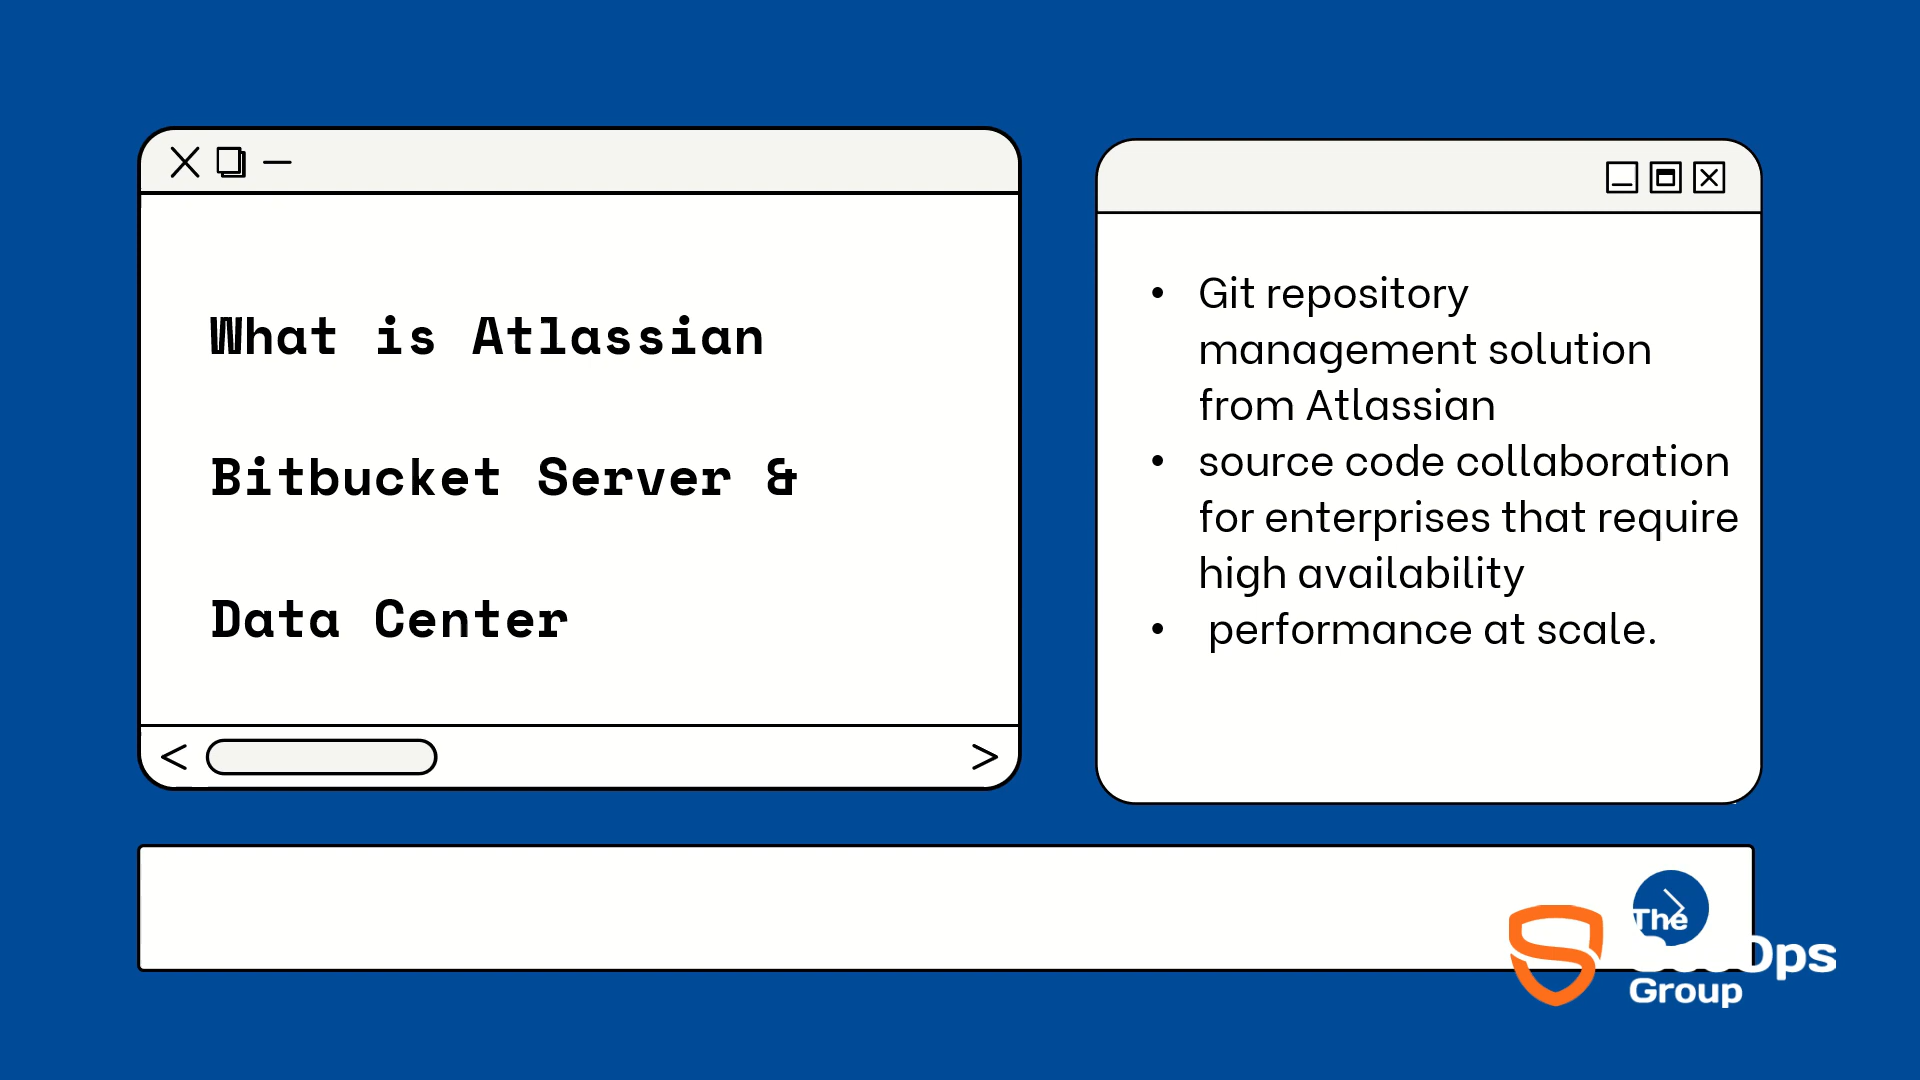 What is Atlassian
Bitbucket Server &
Data Center
• Git repository
management solution
from Atlassian
• source code collaboration
for enterprises that require
high availability
• performance at scale.
The
SecOps
Group